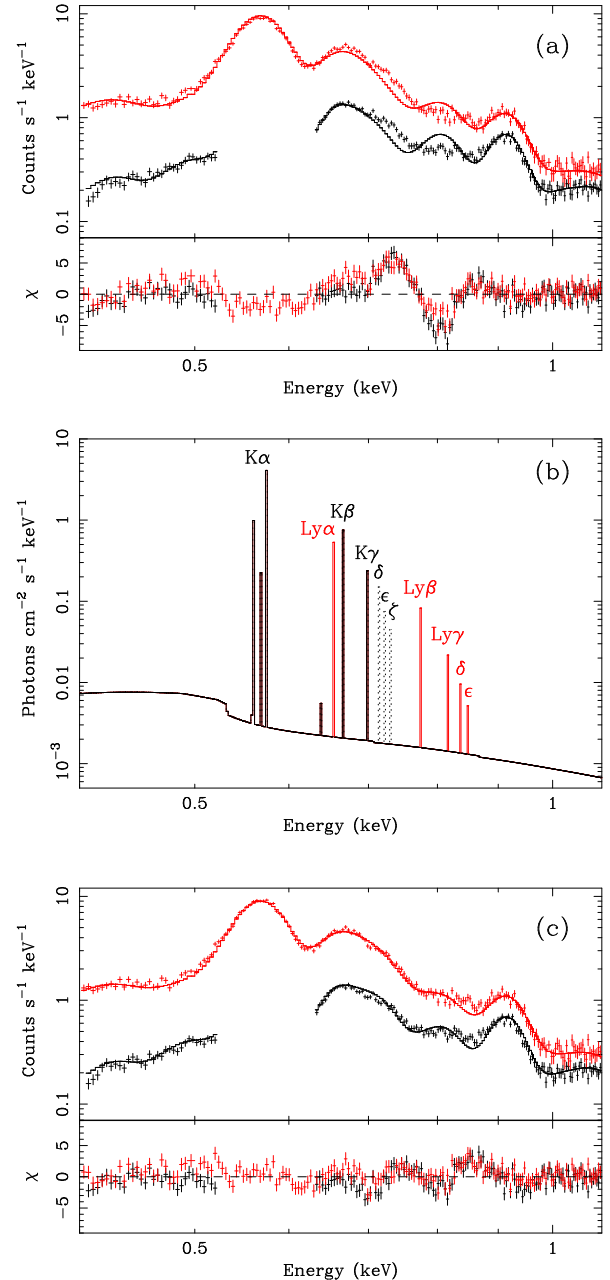 (a)
10
1
0.1
Counts s⁻¹ keV⁻¹
5
0
−5
χ
0.5
1
Energy (keV)
(b)
10
1
0.1
0.01
10⁻³
Photons cm⁻² s⁻¹ keV⁻¹
Kα
Lyα
Kβ
Kγ
δ
ϵ
ζ
Lyβ
Lyγ
δ
ϵ
0.5
1
Energy (keV)
(c)
10
1
0.1
Counts s⁻¹ keV⁻¹
5
0
−5
χ
0.5
1
Energy (keV)